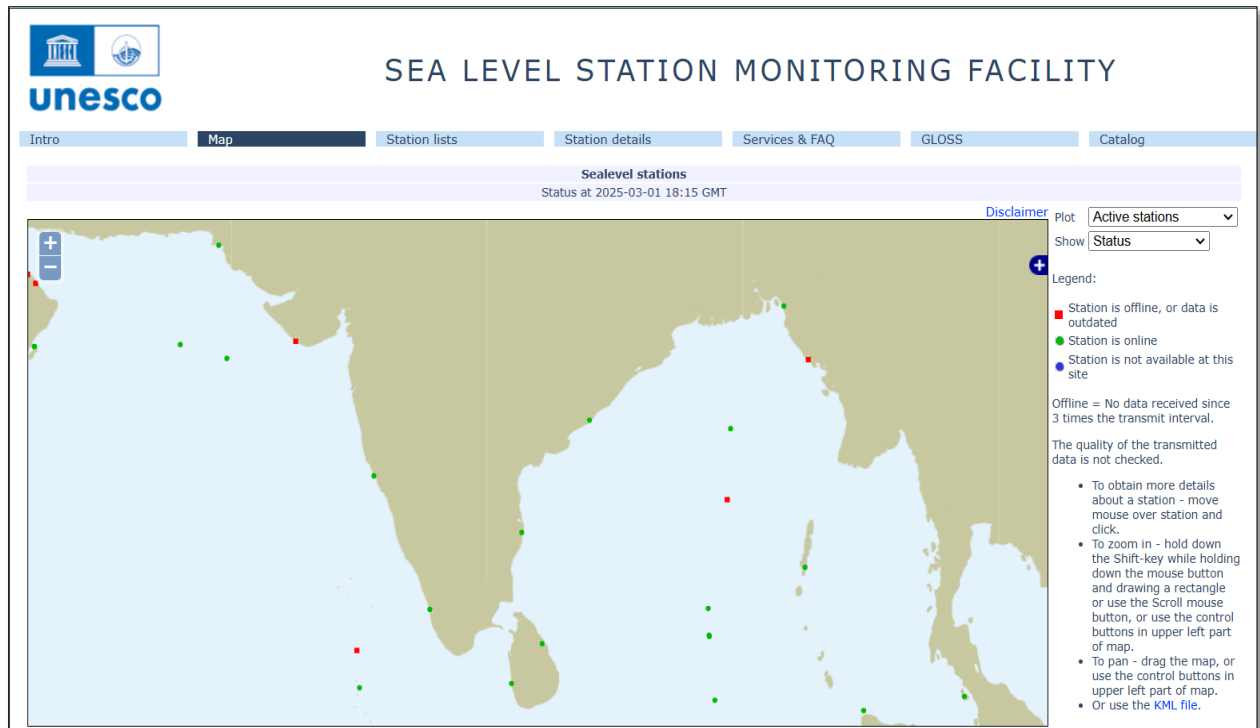 unesco
SEA LEVEL STATION MONITORING FACILITY
Intro
Map
Station lists
Station details
Services & FAQ
GLOSS
Catalog
Sealevel stations
Status at 2025-03-01 18:15 GMT
Disclaimer
Plot Active stations
Show Status
+
−
+
Legend:
Station is offline, or data is
outdated
Station is online
Station is not available at this
site
Offline = No data received since
3 times the transmit interval.
The quality of the transmitted
data is not checked.
• To obtain more details
about a station - move
mouse over station and
click.
• To zoom in - hold down
the Shift-key while holding
down the mouse button
and drawing a rectangle
or use the Scroll mouse
button, or use the control
buttons in upper left part
of map.
• To pan - drag the map, or
use the control buttons in
upper left part of map.
• Or use the KML file.